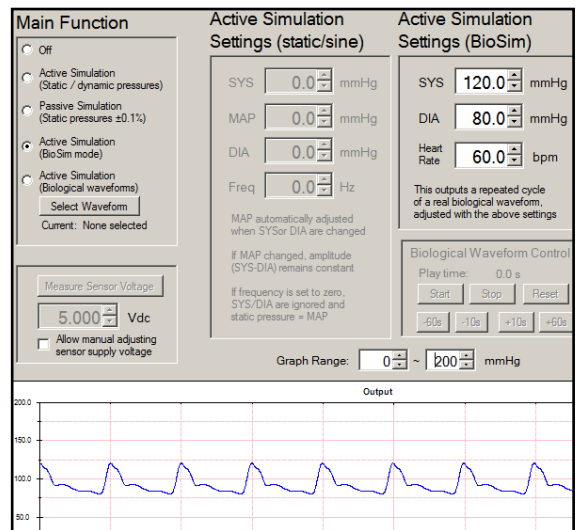 Main Function
Off
Active Simulation
(Static / dynamic pressures)
Passive Simulation
(Static pressures ±0.1%)
Active Simulation
(BioSim mode)
Active Simulation
(Biological waveforms)
Select Waveform
Current: None selected
Measure Sensor Voltage
5.000 Vdc
Allow manual adjusting
sensor supply voltage
Active Simulation
Settings (static/sine)
SYS 0.0 mmHg
MAP 0.0 mmHg
DIA 0.0 mmHg
Freq 0.0 Hz
MAP automatically adjusted
when SYSor DIA are changed
If MAP changed, amplitude
(SYS-DIA) remains constant
If frequency is set to zero,
SYS/DIA are ignored and
static pressure = MAP
Active Simulation
Settings (BioSim)
SYS 120.0 mmHg
DIA 80.0 mmHg
Heart
Rate 60.0 bpm
This outputs a repeated cycle
of a real biological waveform,
adjusted with the above settings
Biological Waveform Control
Play time: 0.0 s
Start Stop Reset
-60s -10s +10s +60s
Graph Range: 0 ~ 200 mmHg
Output
200.0
150.0
100.0
50.0